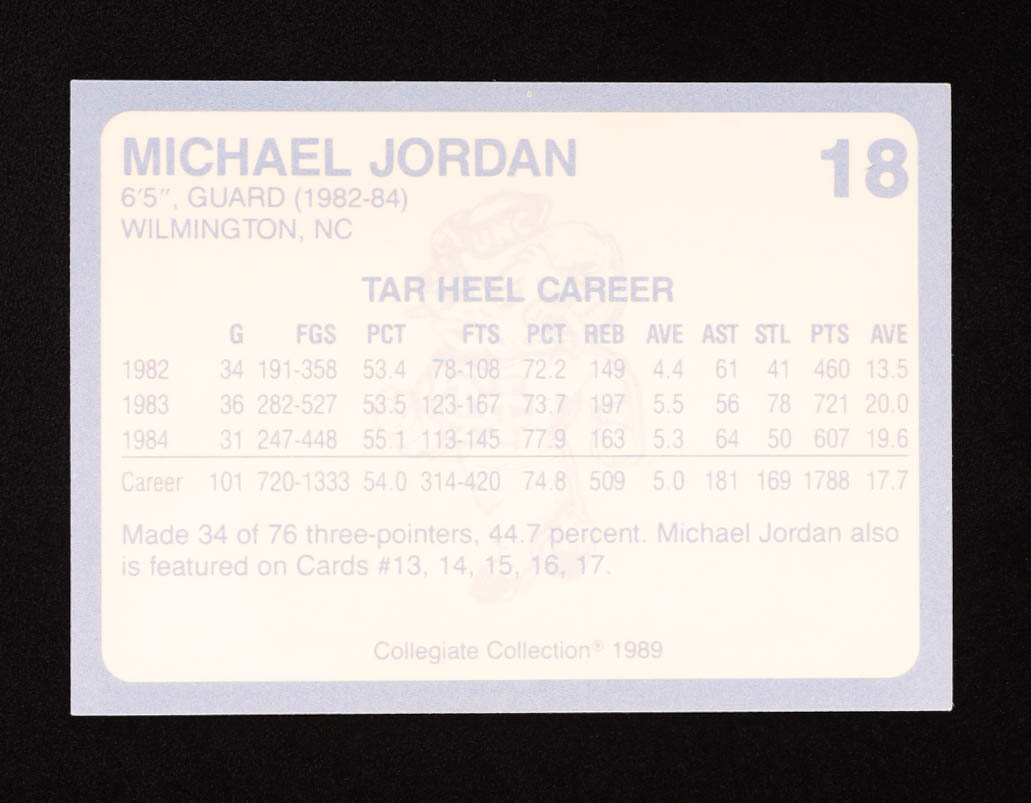 MICHAEL JORDAN 18
6'5", GUARD (1982-84)
WILMINGTON, NC
UNC
TAR HEEL CAREER
G FGS PCT FTS PCT REB AVE AST STL PTS AVE
1982 34 191-358 53.4 78-108 72.2 149 4.4 61 41 460 13.5
1983 36 282-527 53.5 123-167 73.7 197 5.5 56 78 721 20.0
1984 31 247-448 55.1 113-145 77.9 163 5.3 64 50 607 19.6
Career 101 720-1333 54.0 314-420 74.8 509 5.0 181 169 1788 17.7
Made 34 of 76 three-pointers, 44.7 percent. Michael Jordan also
is featured on Cards #13, 14, 15, 16, 17.
Collegiate Collection® 1989